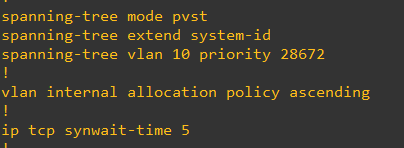 spanning-tree mode pvst
spanning-tree extend system-id
spanning-tree vlan 10 priority 28672
!
vlan internal allocation policy ascending
!
ip tcp synwait-time 5
!